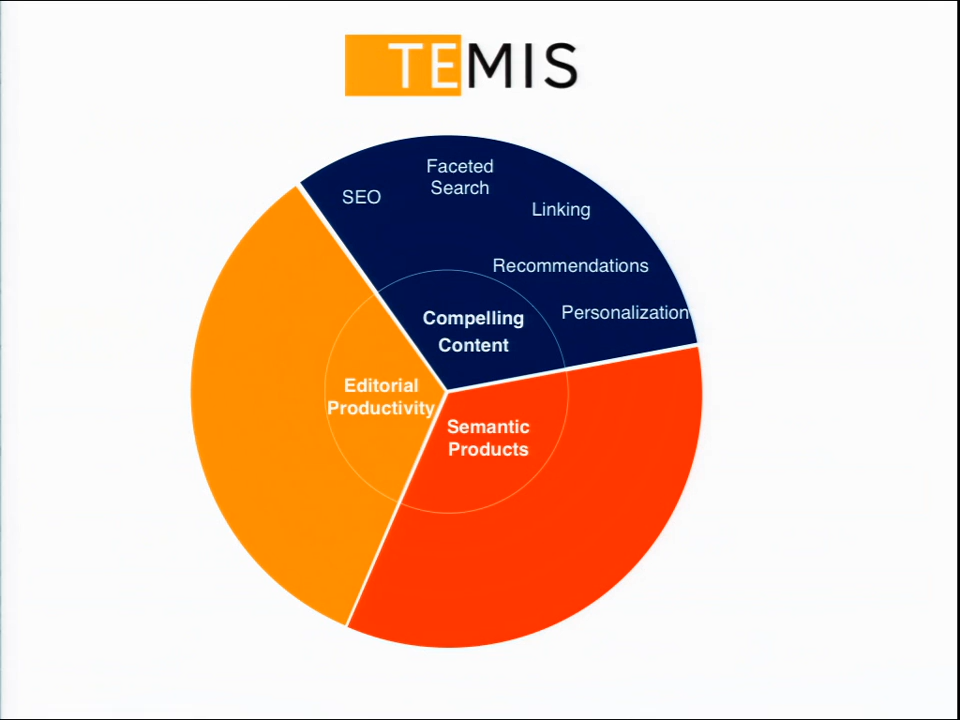 TEMIS
Faceted
Search
SEO
Linking
Recommendations
Personalization
Compelling
Content
Editorial
Productivity
Semantic
Products